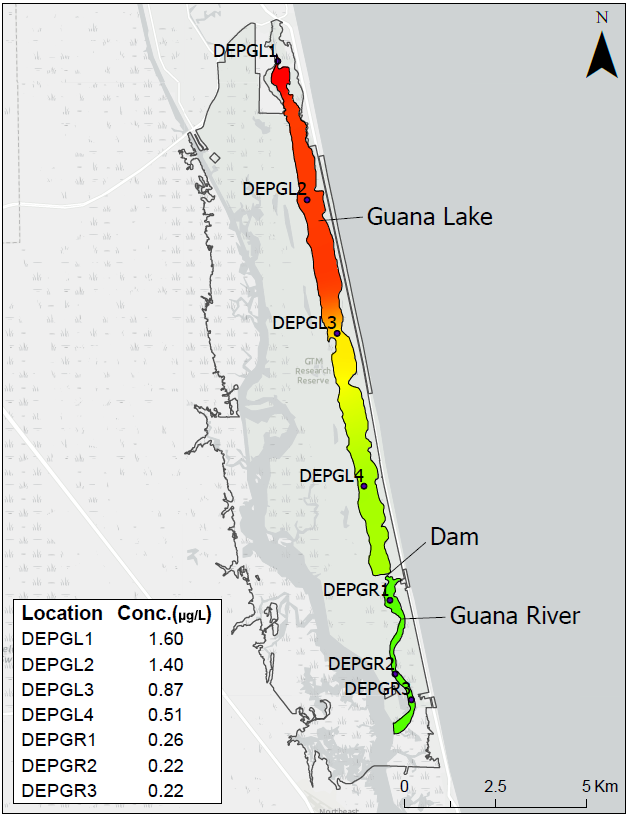 N
DEPGL1
DEPGL2
Guana Lake
DEPGL3
GTM
Research
Reserve
DEPGL4
Dam
DEPGR1
Guana River
DEPGR2
DEPGR3
Location Conc.(µg/L)
DEPGL1 1.60
DEPGL2 1.40
DEPGL3 0.87
DEPGL4 0.51
DEPGR1 0.26
DEPGR2 0.22
DEPGR3 0.22
0 2.5 5 Km
Northeast